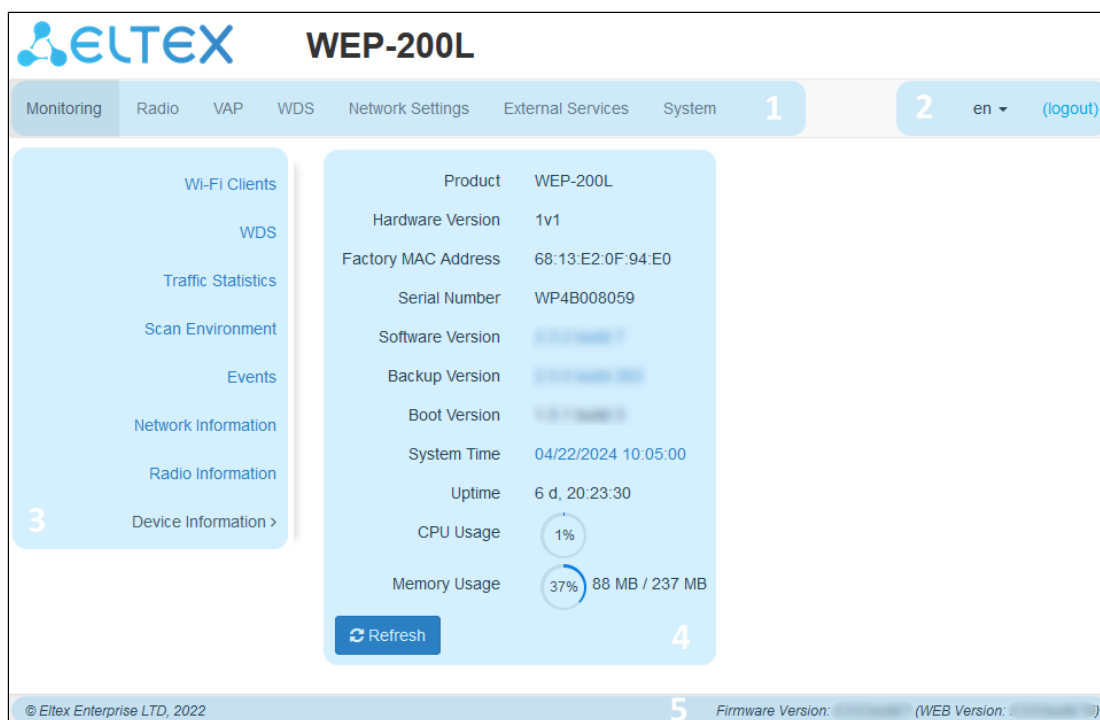 ELTEX WEP-200L
Monitoring Radio VAP WDS Network Settings External Services System 1 2 en (logout)
Wi-Fi Clients
WDS
Traffic Statistics
Scan Environment
Events
Network Information
Radio Information
3 Device Information >
Product WEP-200L
Hardware Version 1v1
Factory MAC Address 68:13:E2:0F:94:E0
Serial Number WP4B008059
Software Version
Backup Version
Boot Version
System Time 04/22/2024 10:05:00
Uptime 6 d, 20:23:30
CPU Usage 1%
Memory Usage 37% 88 MB / 237 MB
Refresh 4
© Eltex Enterprise LTD, 2022 5 Firmware Version: (WEB Version: )